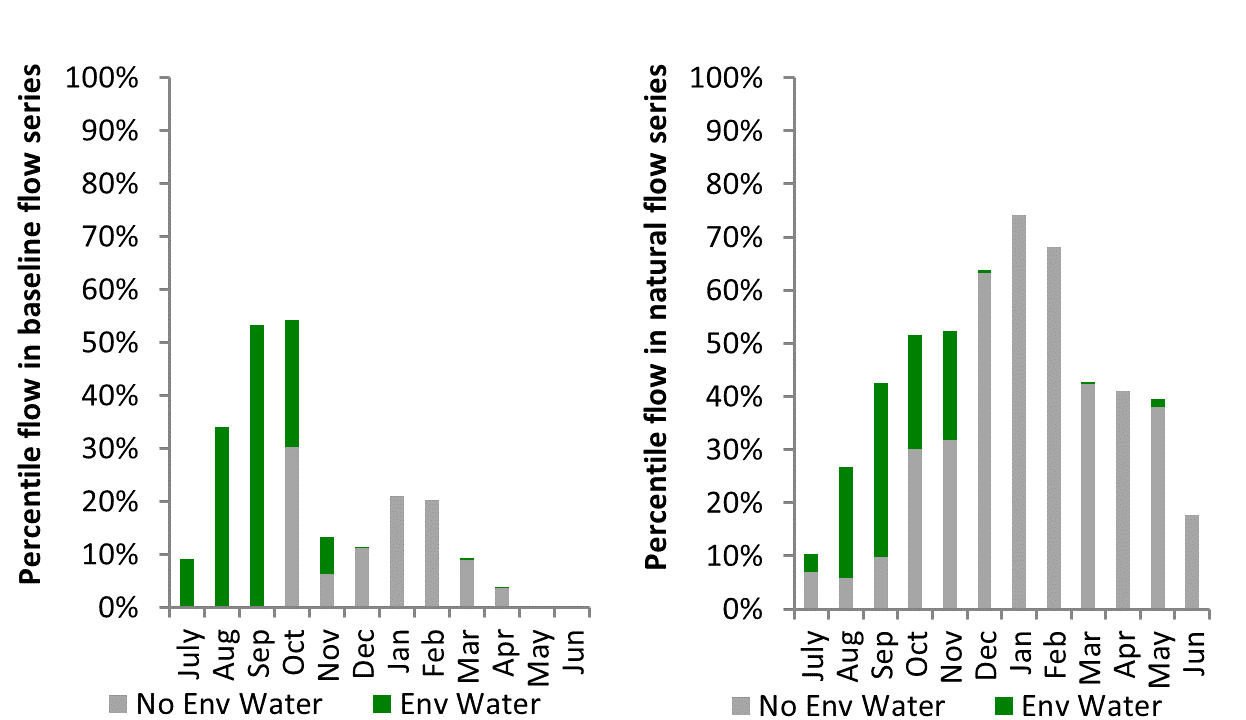 Percentile flow in baseline flow series
100%
90%
80%
70%
60%
50%
40%
30%
20%
10%
0%
July
Aug
Sep
Oct
Nov
Dec
Jan
Feb
Mar
Apr
May
Jun
No Env Water
Env Water
Percentile flow in natural flow series
100%
90%
80%
70%
60%
50%
40%
30%
20%
10%
0%
July
Aug
Sep
Oct
Nov
Dec
Jan
Feb
Mar
Apr
May
Jun
No Env Water
Env Water